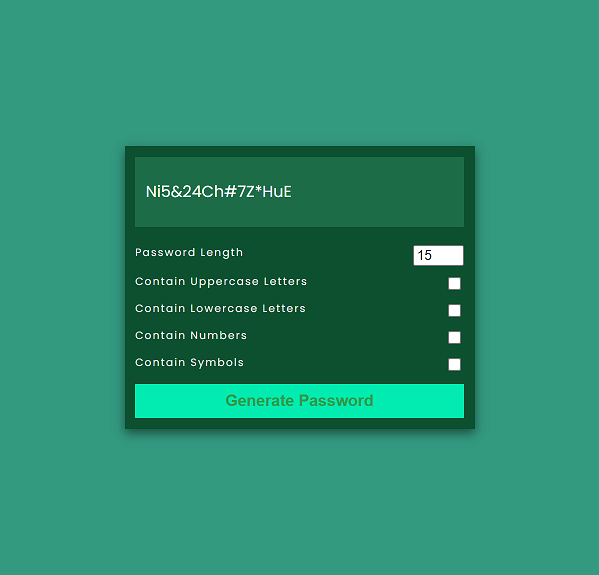 Ni5&24Ch#7Z*HuE
Password Length 15
Contain Uppercase Letters
Contain Lowercase Letters
Contain Numbers
Contain Symbols
Generate Password